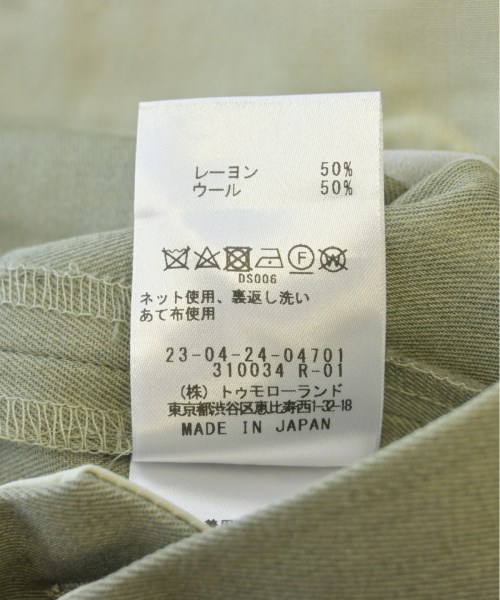 レーヨン 50%
ウール 50%
F W
DS006
ネット使用、裏返し洗い
あて布使用
23-04-24-04701
310034 R-01
(株) トゥモローランド
東京都渋谷区恵比寿西1-32-18
MADE IN JAPAN